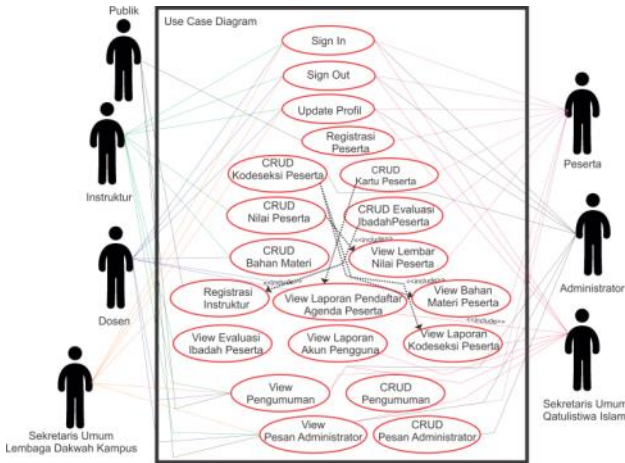 Publik
Use Case Diagram
Sign In
Sign Out
Update Profil
Registrasi
Peserta
Instruktur
Peserta
CRUD
Kodeseksi Peserta
CRUD
Kartu Peserta
CRUD
Nilai Peserta
CRUD Evaluasi
IbadahPeserta
<<include>>
CRUD
Bahan Materi
View Lembar
Nilai Peserta
Dosen
Administrator
<<include>>
<<include>>
Registrasi
Instruktur
View Laporan Pendaftar
Agenda Peserta
View Bahan
Materi Peserta
<<include>>
View Evaluasi
Ibadah Peserta
View Laporan
Akun Pengguna
View Laporan
Kodeseksi Peserta
View
Pengumuman
CRUD
Pengumuman
Sekretaris Umum
Qatulistiwa Islam
View
Pesan Administrator
CRUD
Pesan Administrator
Sekretaris Umum
Lembaga Dakwah Kampus